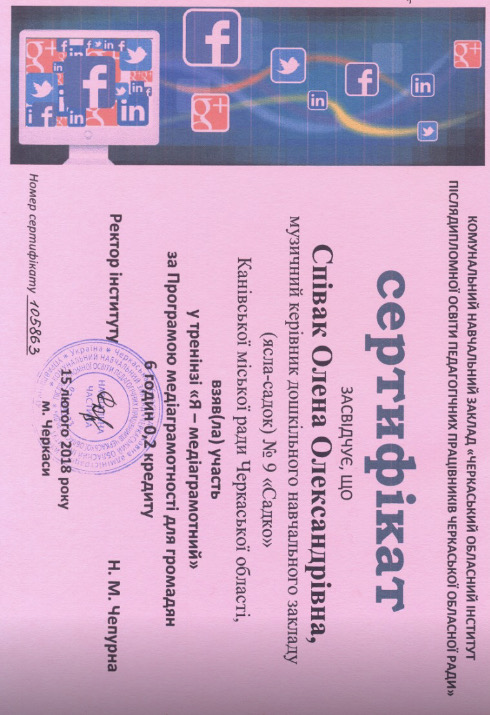 КОМУНАЛЬНИЙ НАВЧАЛЬНИЙ ЗАКЛАД «ЧЕРКАСЬКИЙ ОБЛАСНИЙ ІНСТИТУТ
ПІСЛЯДИПЛОМНОЇ ОСВІТИ ПЕДАГОГІЧНИХ ПРАЦІВНИКІВ ЧЕРКАСЬКОЇ ОБЛАСНОЇ РАДИ»
сертифікат
ЗАСВІДЧУЄ, ЩО
Співак Олена Олександрівна,
музичний керівник дошкільного навчального закладу
(ясла-садок) № 9 «Садко»
Канівської міської ради Черкаської області,
взяв(ла) участь
у тренінзі «Я – медіаграмотний»
за Програмою медіаграмотності для громадян
6 годин 0,2 кредиту
Ректор інституту
Н. М. Чепурна
НАВЧАЛЬНА
ЧАСТИНА
15 лютого 2018 року
м. Черкаси
Номер сертифікату 105863